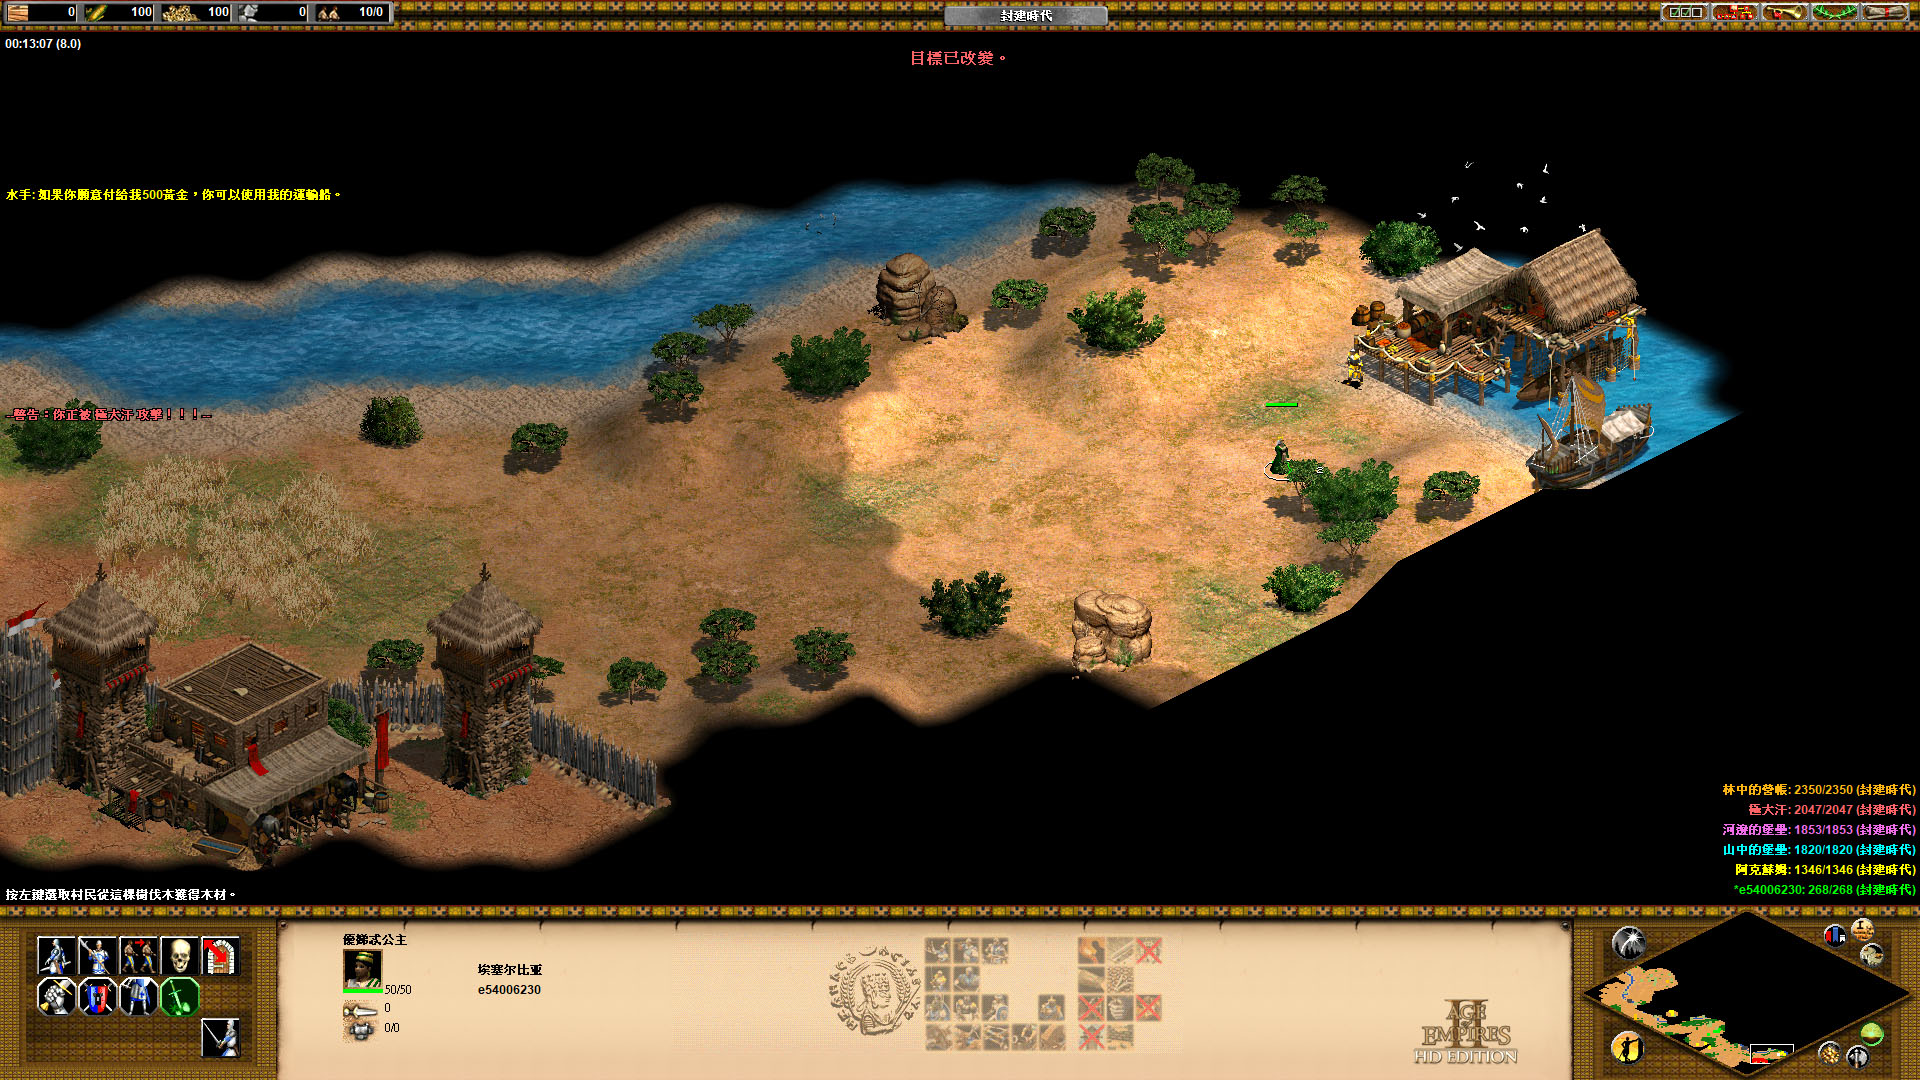 0 100 100 0 10/0
封建時代
00:13:07 (8.0)
目標已改變。
水手: 如果你願意付給我500黃金，你可以使用我的運輸船。
--警告：你正被 極大汗 攻擊！！！--
林中的營帳: 2350/2350 (封建時代)
極大汗: 2047/2047 (封建時代)
河邊的堡壘: 1853/1853 (封建時代)
山中的堡壘: 1820/1820 (封建時代)
阿克蘇姆: 1346/1346 (封建時代)
*e54006230: 268/268 (封建時代)
按左鍵選取村民從這棵樹伐木獲得木材。
優婦忒公主
50/50
0
0/0
埃塞尔比亚
e54006230
AGE
OF
EMPIRES
II
HD EDITION